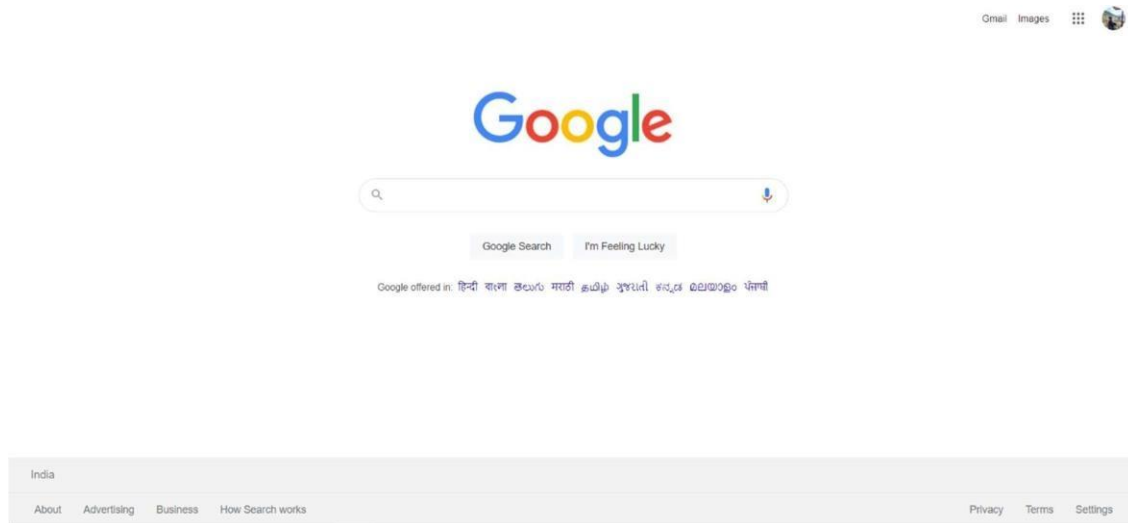 Gmail Images
Google
Google Search I'm Feeling Lucky
Google offered in: हिन्दी বাংলা తెలుగు मराठी தமிழ் ગુજરાતી ಕನ್ನಡ മലയാളം ਪੰਜਾਬੀ
India
About Advertising Business How Search works Privacy Terms Settings